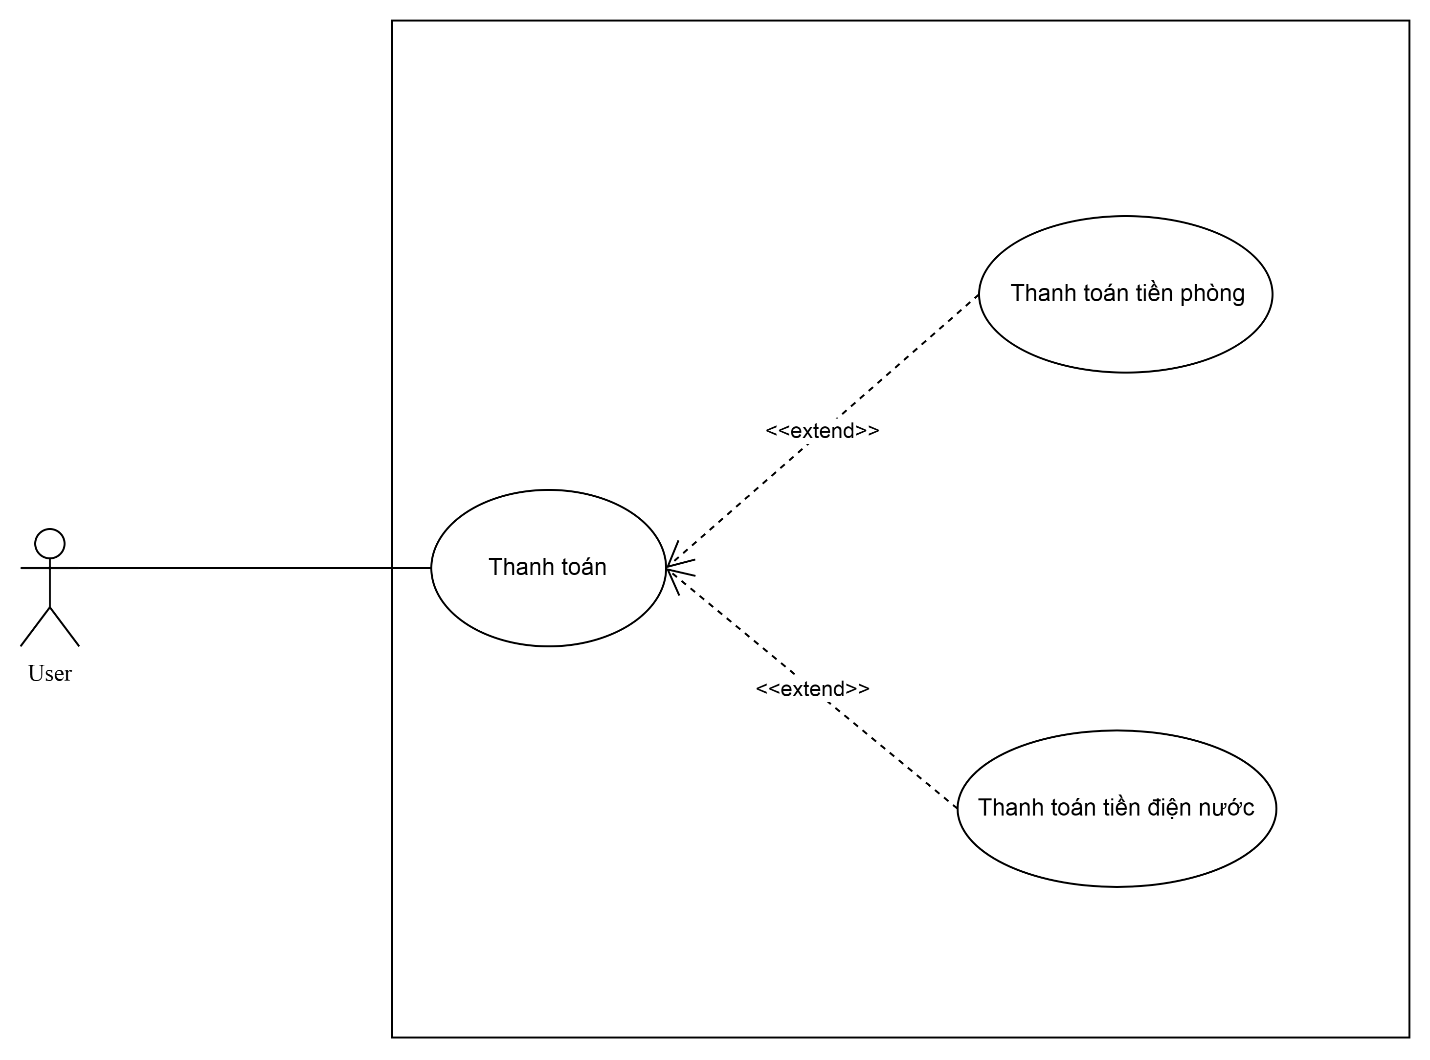 Thanh toán tiền phòng
<<extend>>
Thanh toán
User
<<extend>>
Thanh toán tiền điện nước